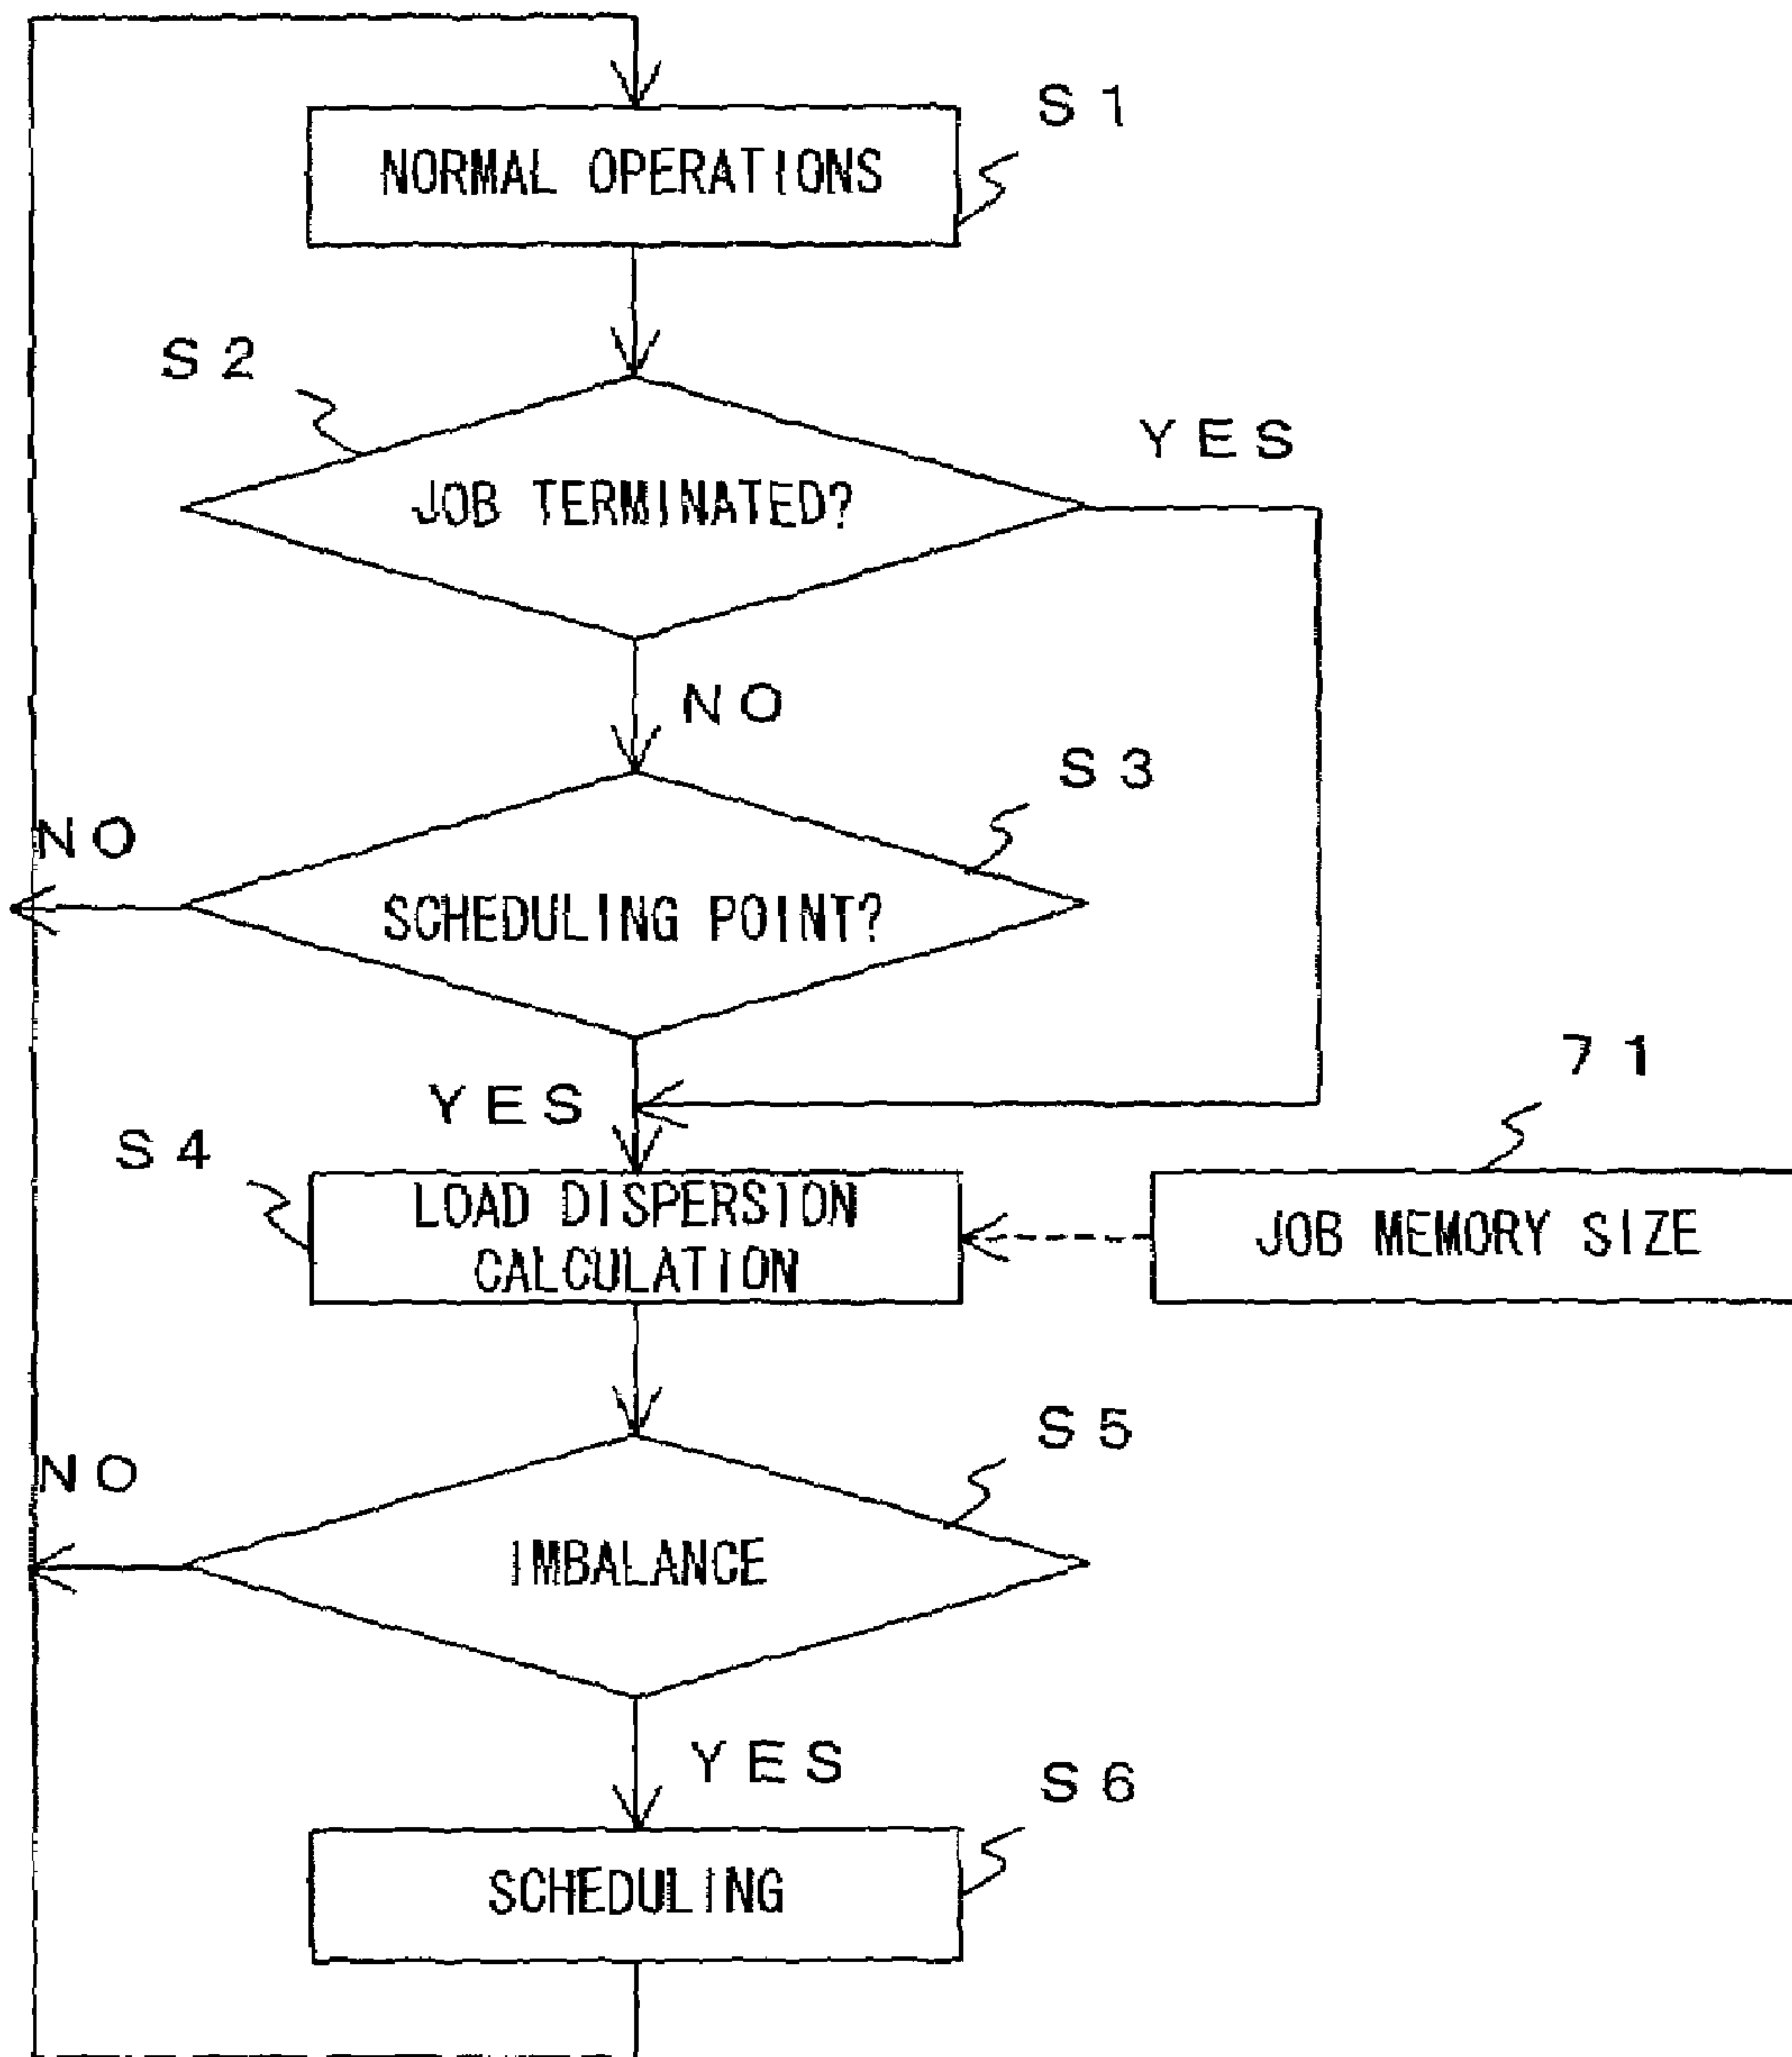 S1
NORMAL OPERATIONS
S2
YES
JOB TERMINATED?
NO
S3
NO
SCHEDULING POINT?
71
YES
S4
LOAD DISPERSION
CALCULATION
JOB MEMORY SIZE
S5
NO
IMBALANCE
YES
S6
SCHEDULING